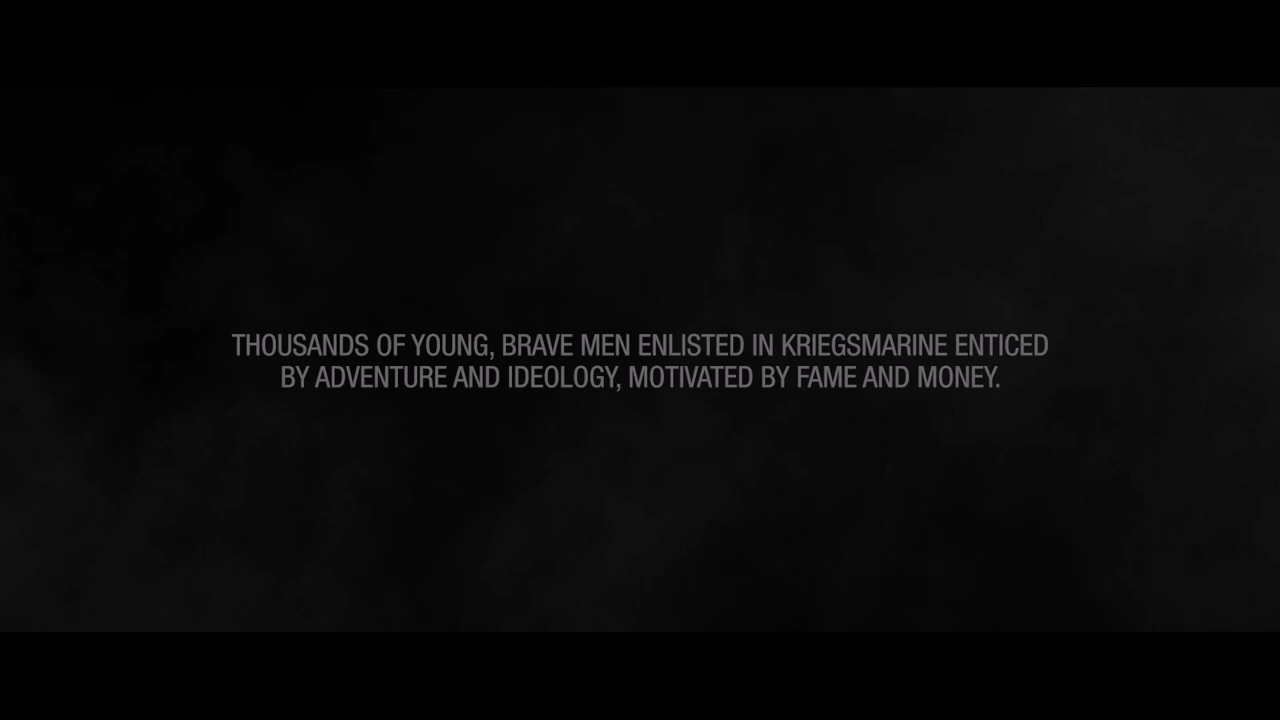 THOUSANDS OF YOUNG, BRAVE MEN ENLISTED IN KRIEGSMARINE ENTICED
BY ADVENTURE AND IDEOLOGY, MOTIVATED BY FAME AND MONEY.